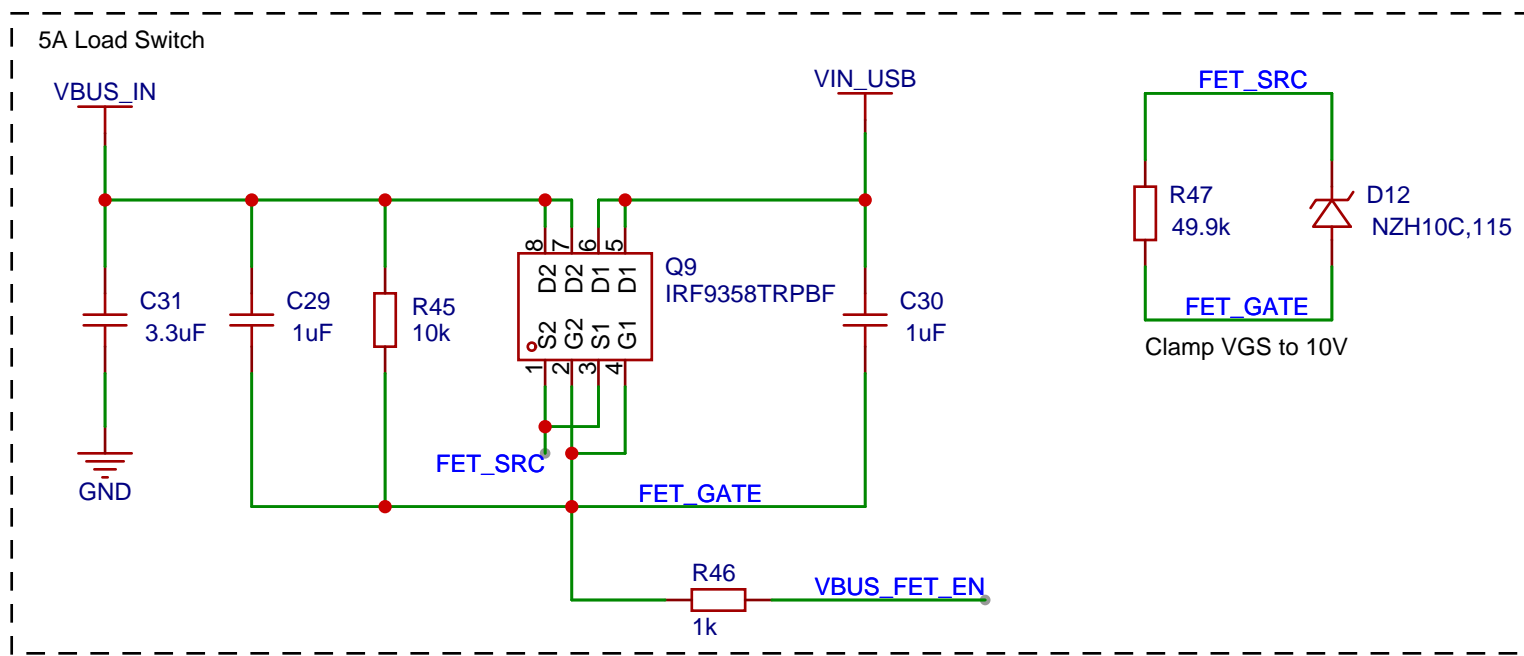 5A Load Switch
VBUS_IN
VIN_USB
FET_SRC
8
7
6
5
D2
D2
D1
D1
S2
G2
S1
G1
1
2
3
4
Q9
IRF9358TRPBF
C31
3.3uF
C29
1uF
R45
10k
C30
1uF
R47
49.9k
D12
NZH10C,115
FET_GATE
Clamp VGS to 10V
GND
FET_SRC
FET_GATE
R46
1k
VBUS_FET_EN